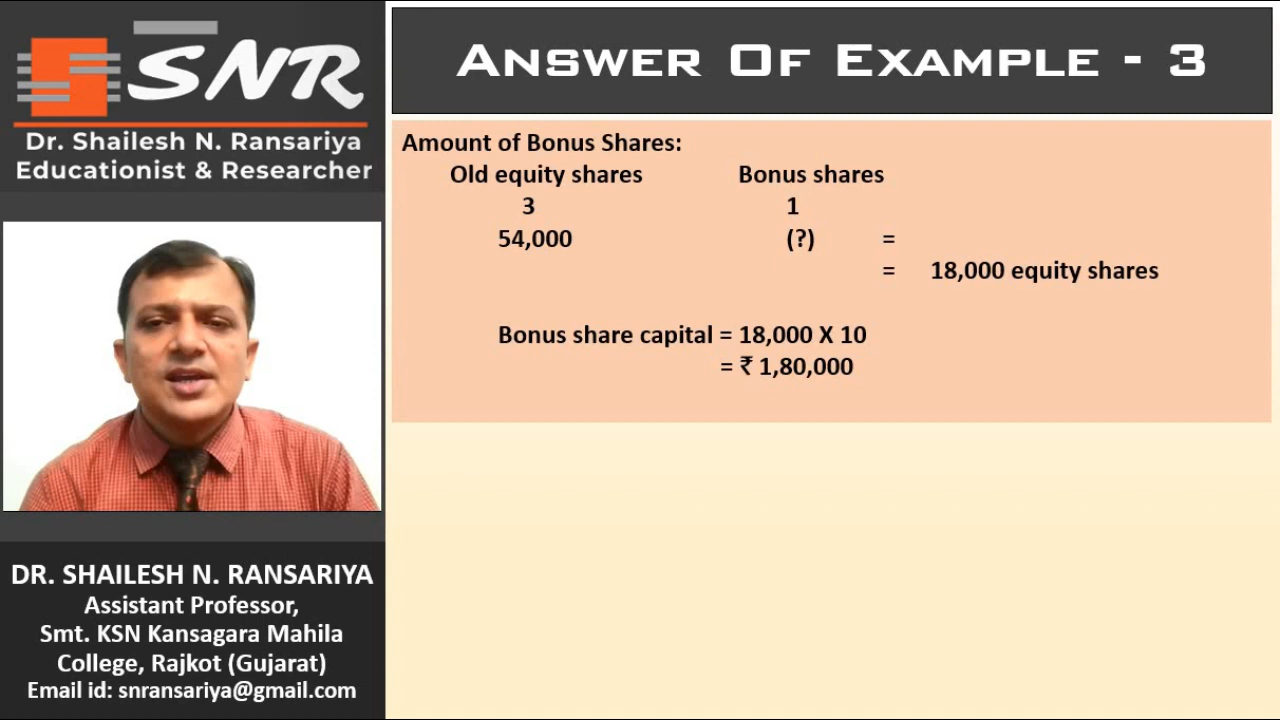 SNR
Dr. Shailesh N. Ransariya
Educationist & Researcher
DR. SHAILESH N. RANSARIYA
Assistant Professor,
Smt. KSN Kansagara Mahila
College, Rajkot (Gujarat)
Email id: snransariya@gmail.com
ANSWER OF EXAMPLE - 3
Amount of Bonus Shares:
Old equity shares Bonus shares
3 1
54,000 (?) =
= 18,000 equity shares
Bonus share capital = 18,000 X 10
= ₹ 1,80,000